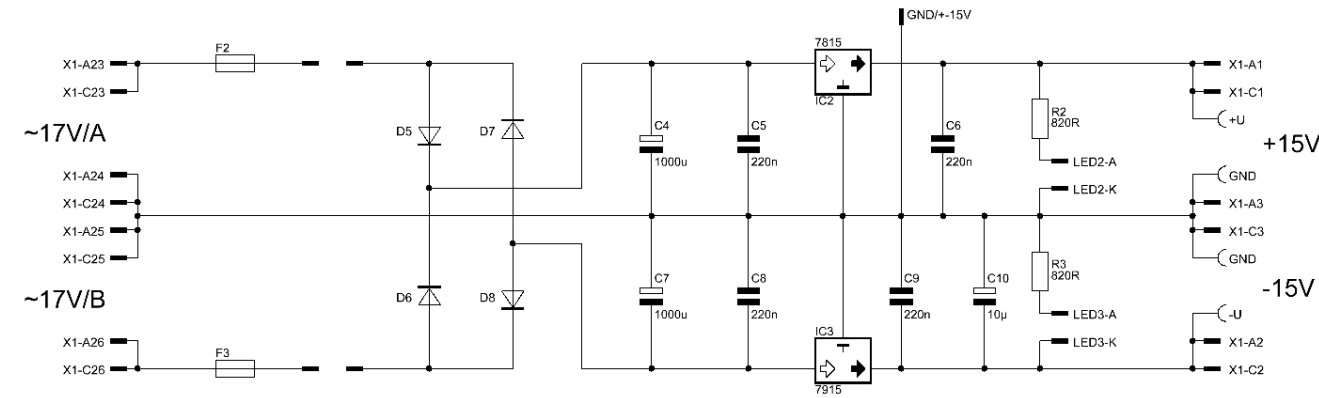 GND/+-15V
7815
F2
X1-A23
X1-C23
X1-A1
X1-C1
+U
IC2
~17V/A
D5
D7
C4
1000u
C5
220n
C6
220n
R2
820R
+15V
LED2-A
LED2-K
X1-A24
X1-C24
X1-A25
X1-C25
GND
X1-A3
X1-C3
GND
~17V/B
D6
D8
C7
1000u
C8
220n
C9
220n
C10
10µ
R3
820R
-15V
LED3-A
LED3-K
-U
IC3
X1-A26
X1-C26
F3
X1-A2
X1-C2
7915